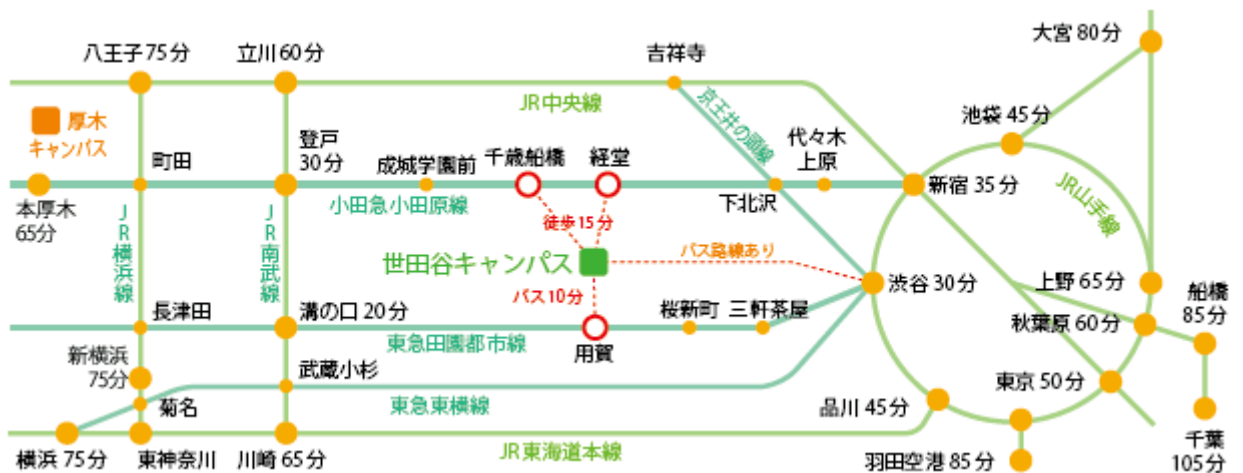 大宮 80分
八王子 75分
立川 60分
吉祥寺
JR中央線
京王井の頭線
池袋 45分
厚木
キャンパス
町田
登戸
30分
成城学園前
千歳船橋
経堂
代々木
上原
新宿 35分
JR山手線
本厚木
65分
小田急小田原線
下北沢
徒歩15分
JR横浜線
JR南武線
世田谷キャンパス
バス路線あり
渋谷 30分
上野 65分
船橋
85分
バス10分
長津田
溝の口 20分
桜新町
三軒茶屋
秋葉原 60分
東急田園都市線
用賀
新横浜
75分
武蔵小杉
東京 50分
菊名
東急東横線
品川 45分
横浜 75分
東神奈川
川崎 65分
JR東海道本線
羽田空港 85分
千葉
105分